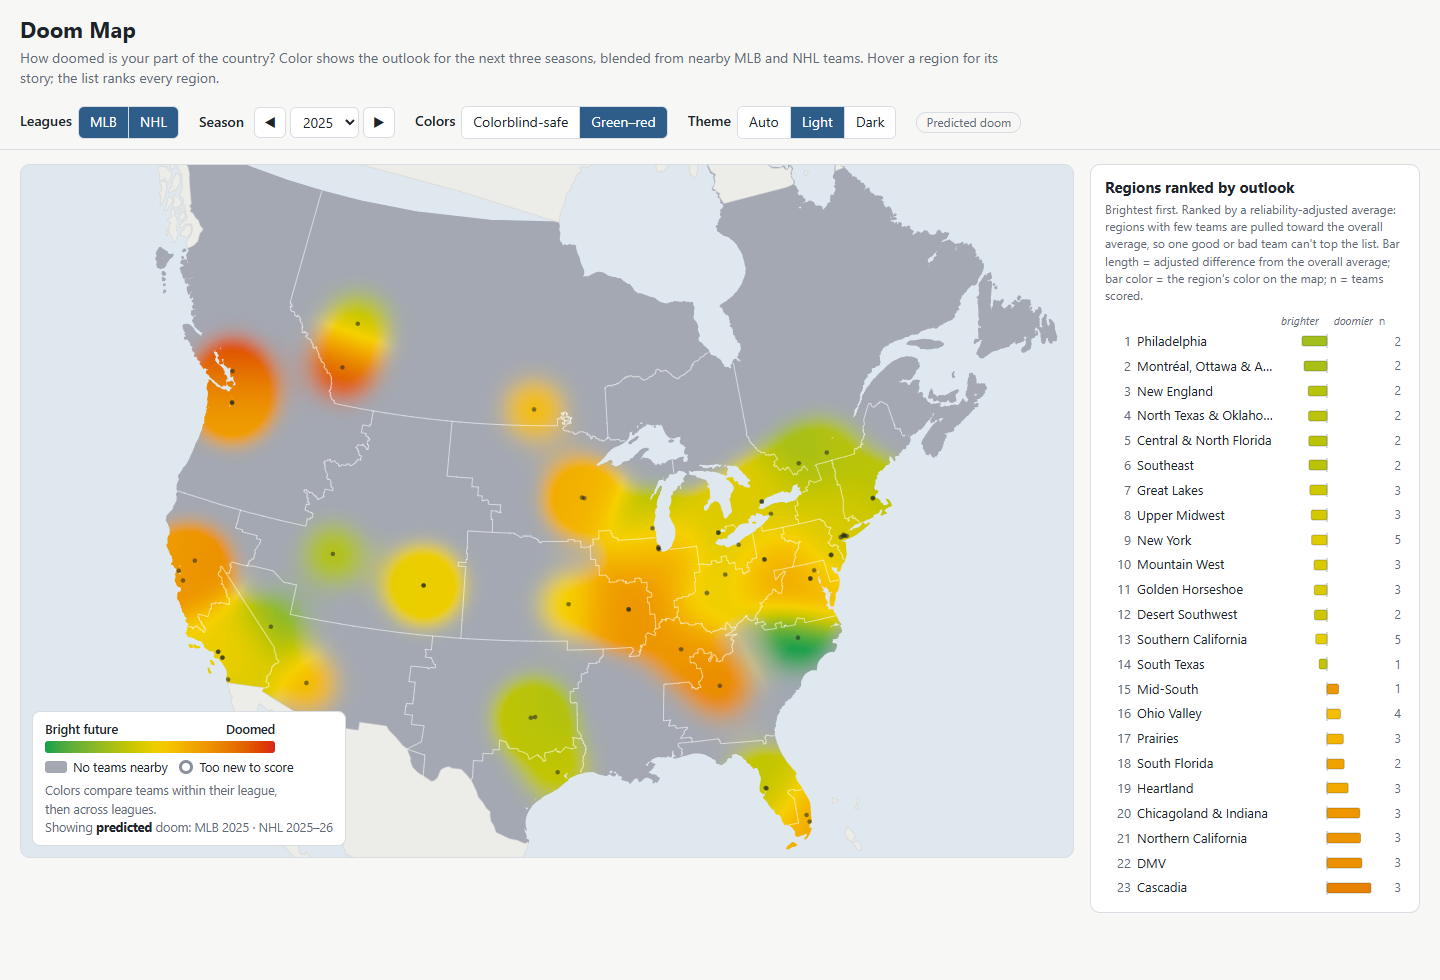 Doom Map
How doomed is your part of the country? Color shows the outlook for the next three seasons, blended from nearby MLB and NHL teams. Hover a region for its
story; the list ranks every region.
Leagues MLB NHL Season ◀ 2025 ▶ Colors Colorblind-safe Green–red Theme Auto Light Dark Predicted doom
Bright future Doomed
No teams nearby Too new to score
Colors compare teams within their league,
then across leagues.
Showing predicted doom: MLB 2025 · NHL 2025–26
Regions ranked by outlook
Brightest first. Ranked by a reliability-adjusted average:
regions with few teams are pulled toward the overall
average, so one good or bad team can't top the list. Bar
length = adjusted difference from the overall average;
bar color = the region's color on the map; n = teams
scored.
brighter doomier n
1 Philadelphia 2
2 Montréal, Ottawa & A... 2
3 New England 2
4 North Texas & Oklaho... 2
5 Central & North Florida 2
6 Southeast 2
7 Great Lakes 3
8 Upper Midwest 3
9 New York 5
10 Mountain West 3
11 Golden Horseshoe 3
12 Desert Southwest 2
13 Southern California 5
14 South Texas 1
15 Mid-South 1
16 Ohio Valley 4
17 Prairies 3
18 South Florida 2
19 Heartland 3
20 Chicagoland & Indiana 3
21 Northern California 3
22 DMV 3
23 Cascadia 3